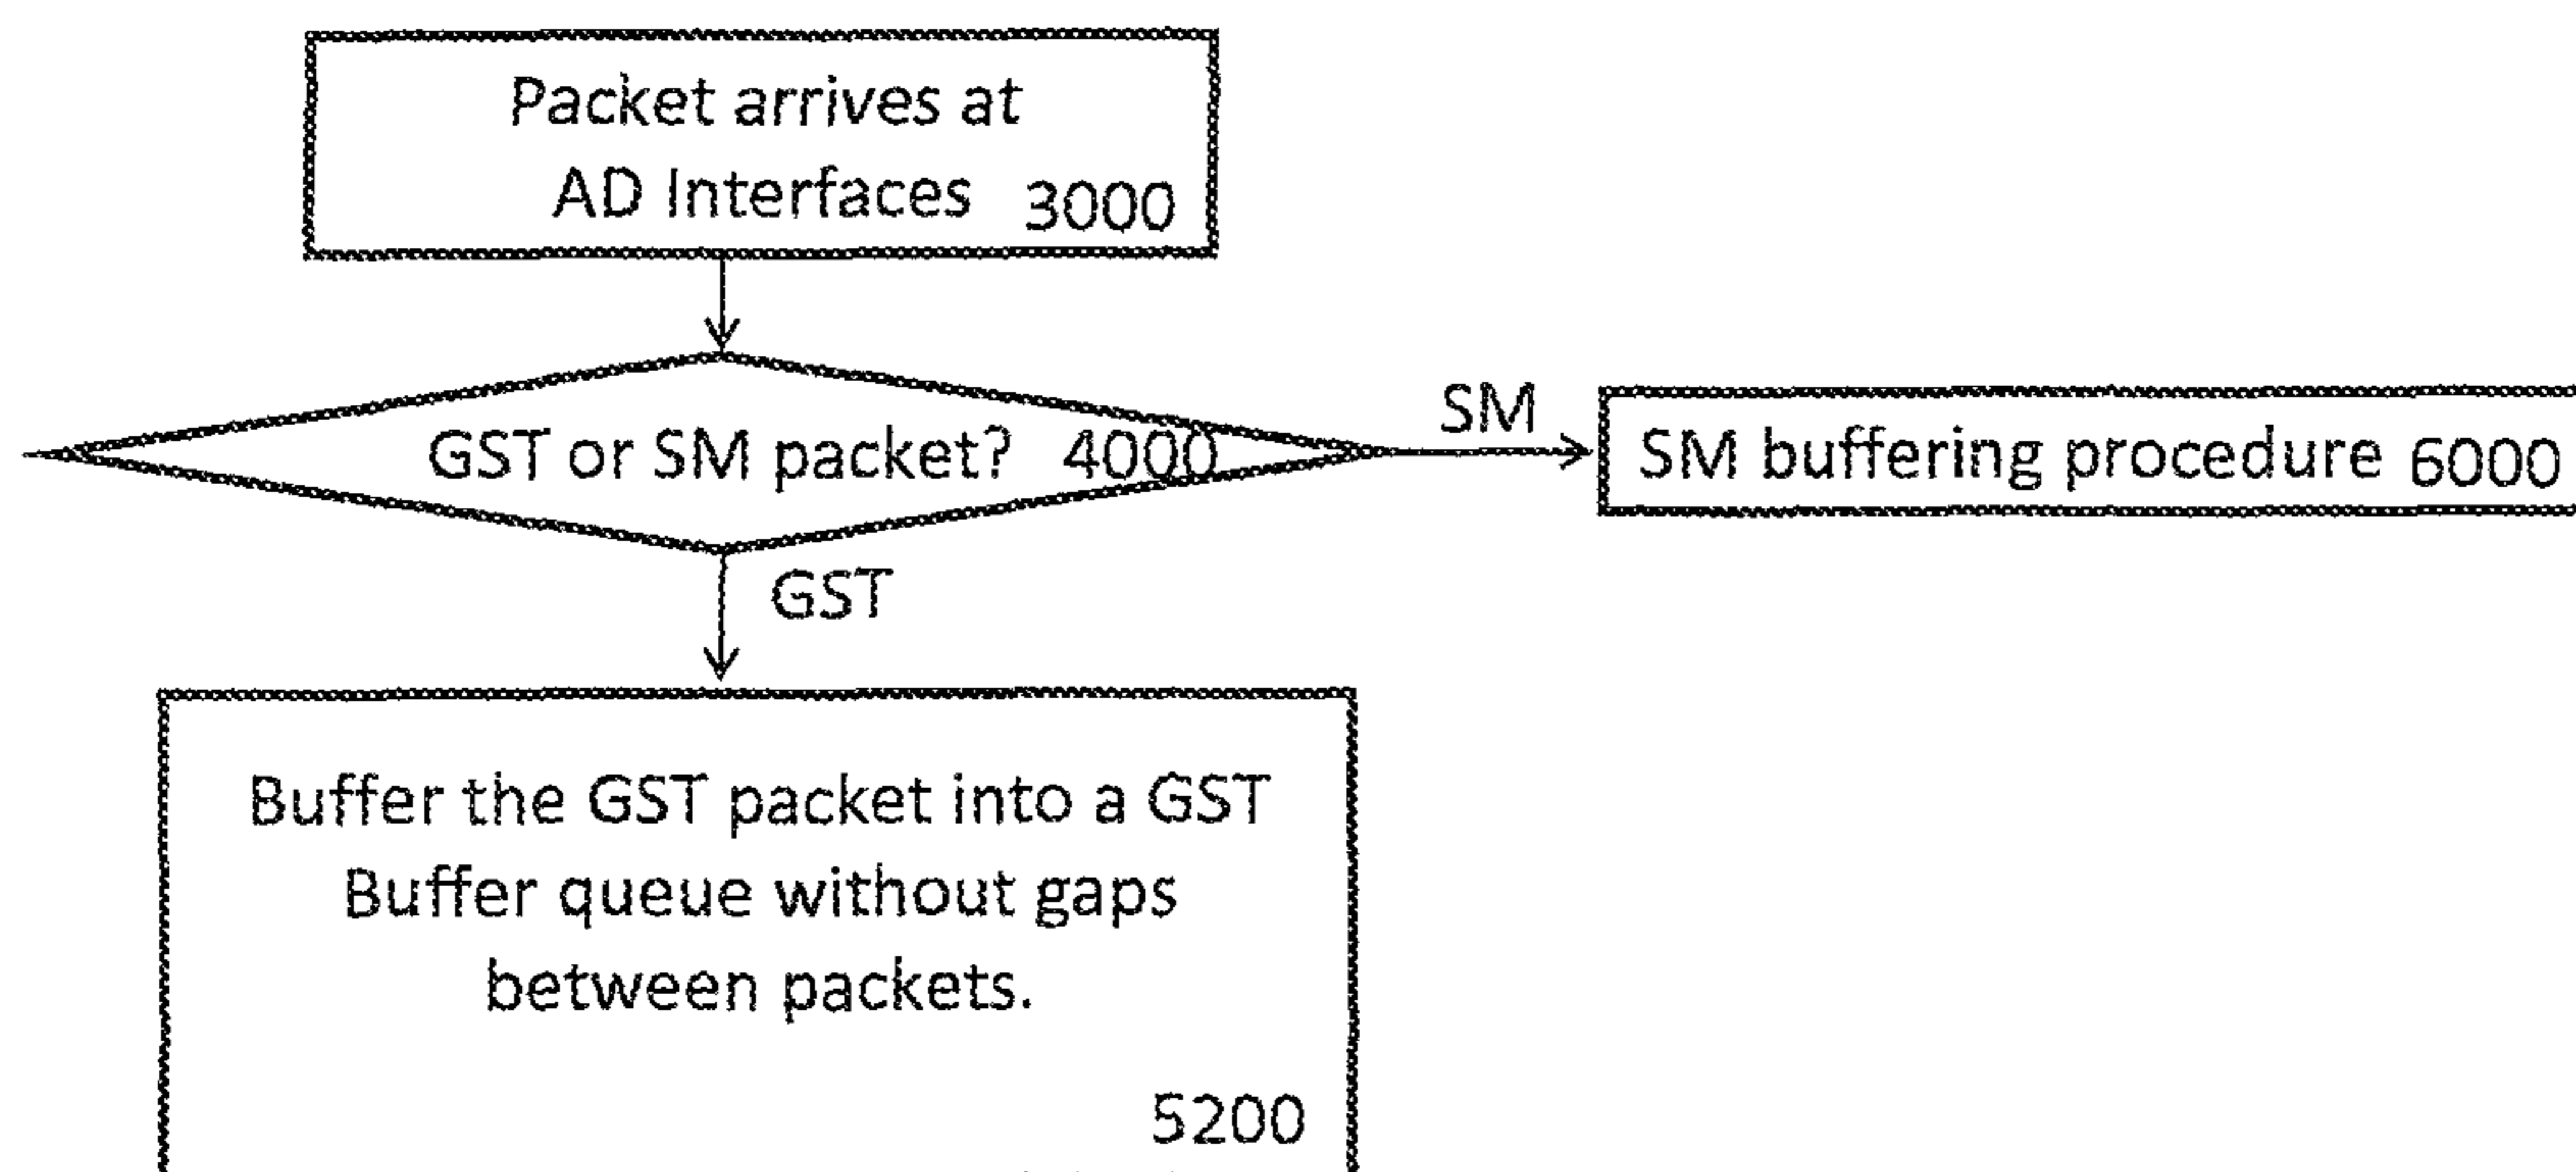 Packet arrives at
AD Interfaces 3000
GST or SM packet? 4000
SM
SM buffering procedure 6000
GST
Buffer the GST packet into a GST
Buffer queue without gaps
between packets.
5200